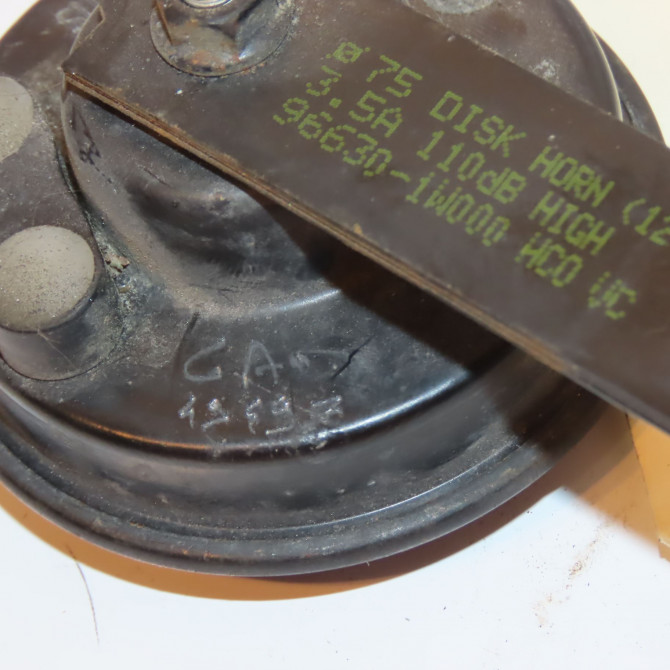 ø75 DISK HORN (12
3.5A 110dB HIGH
96630-1W000 HCO VC